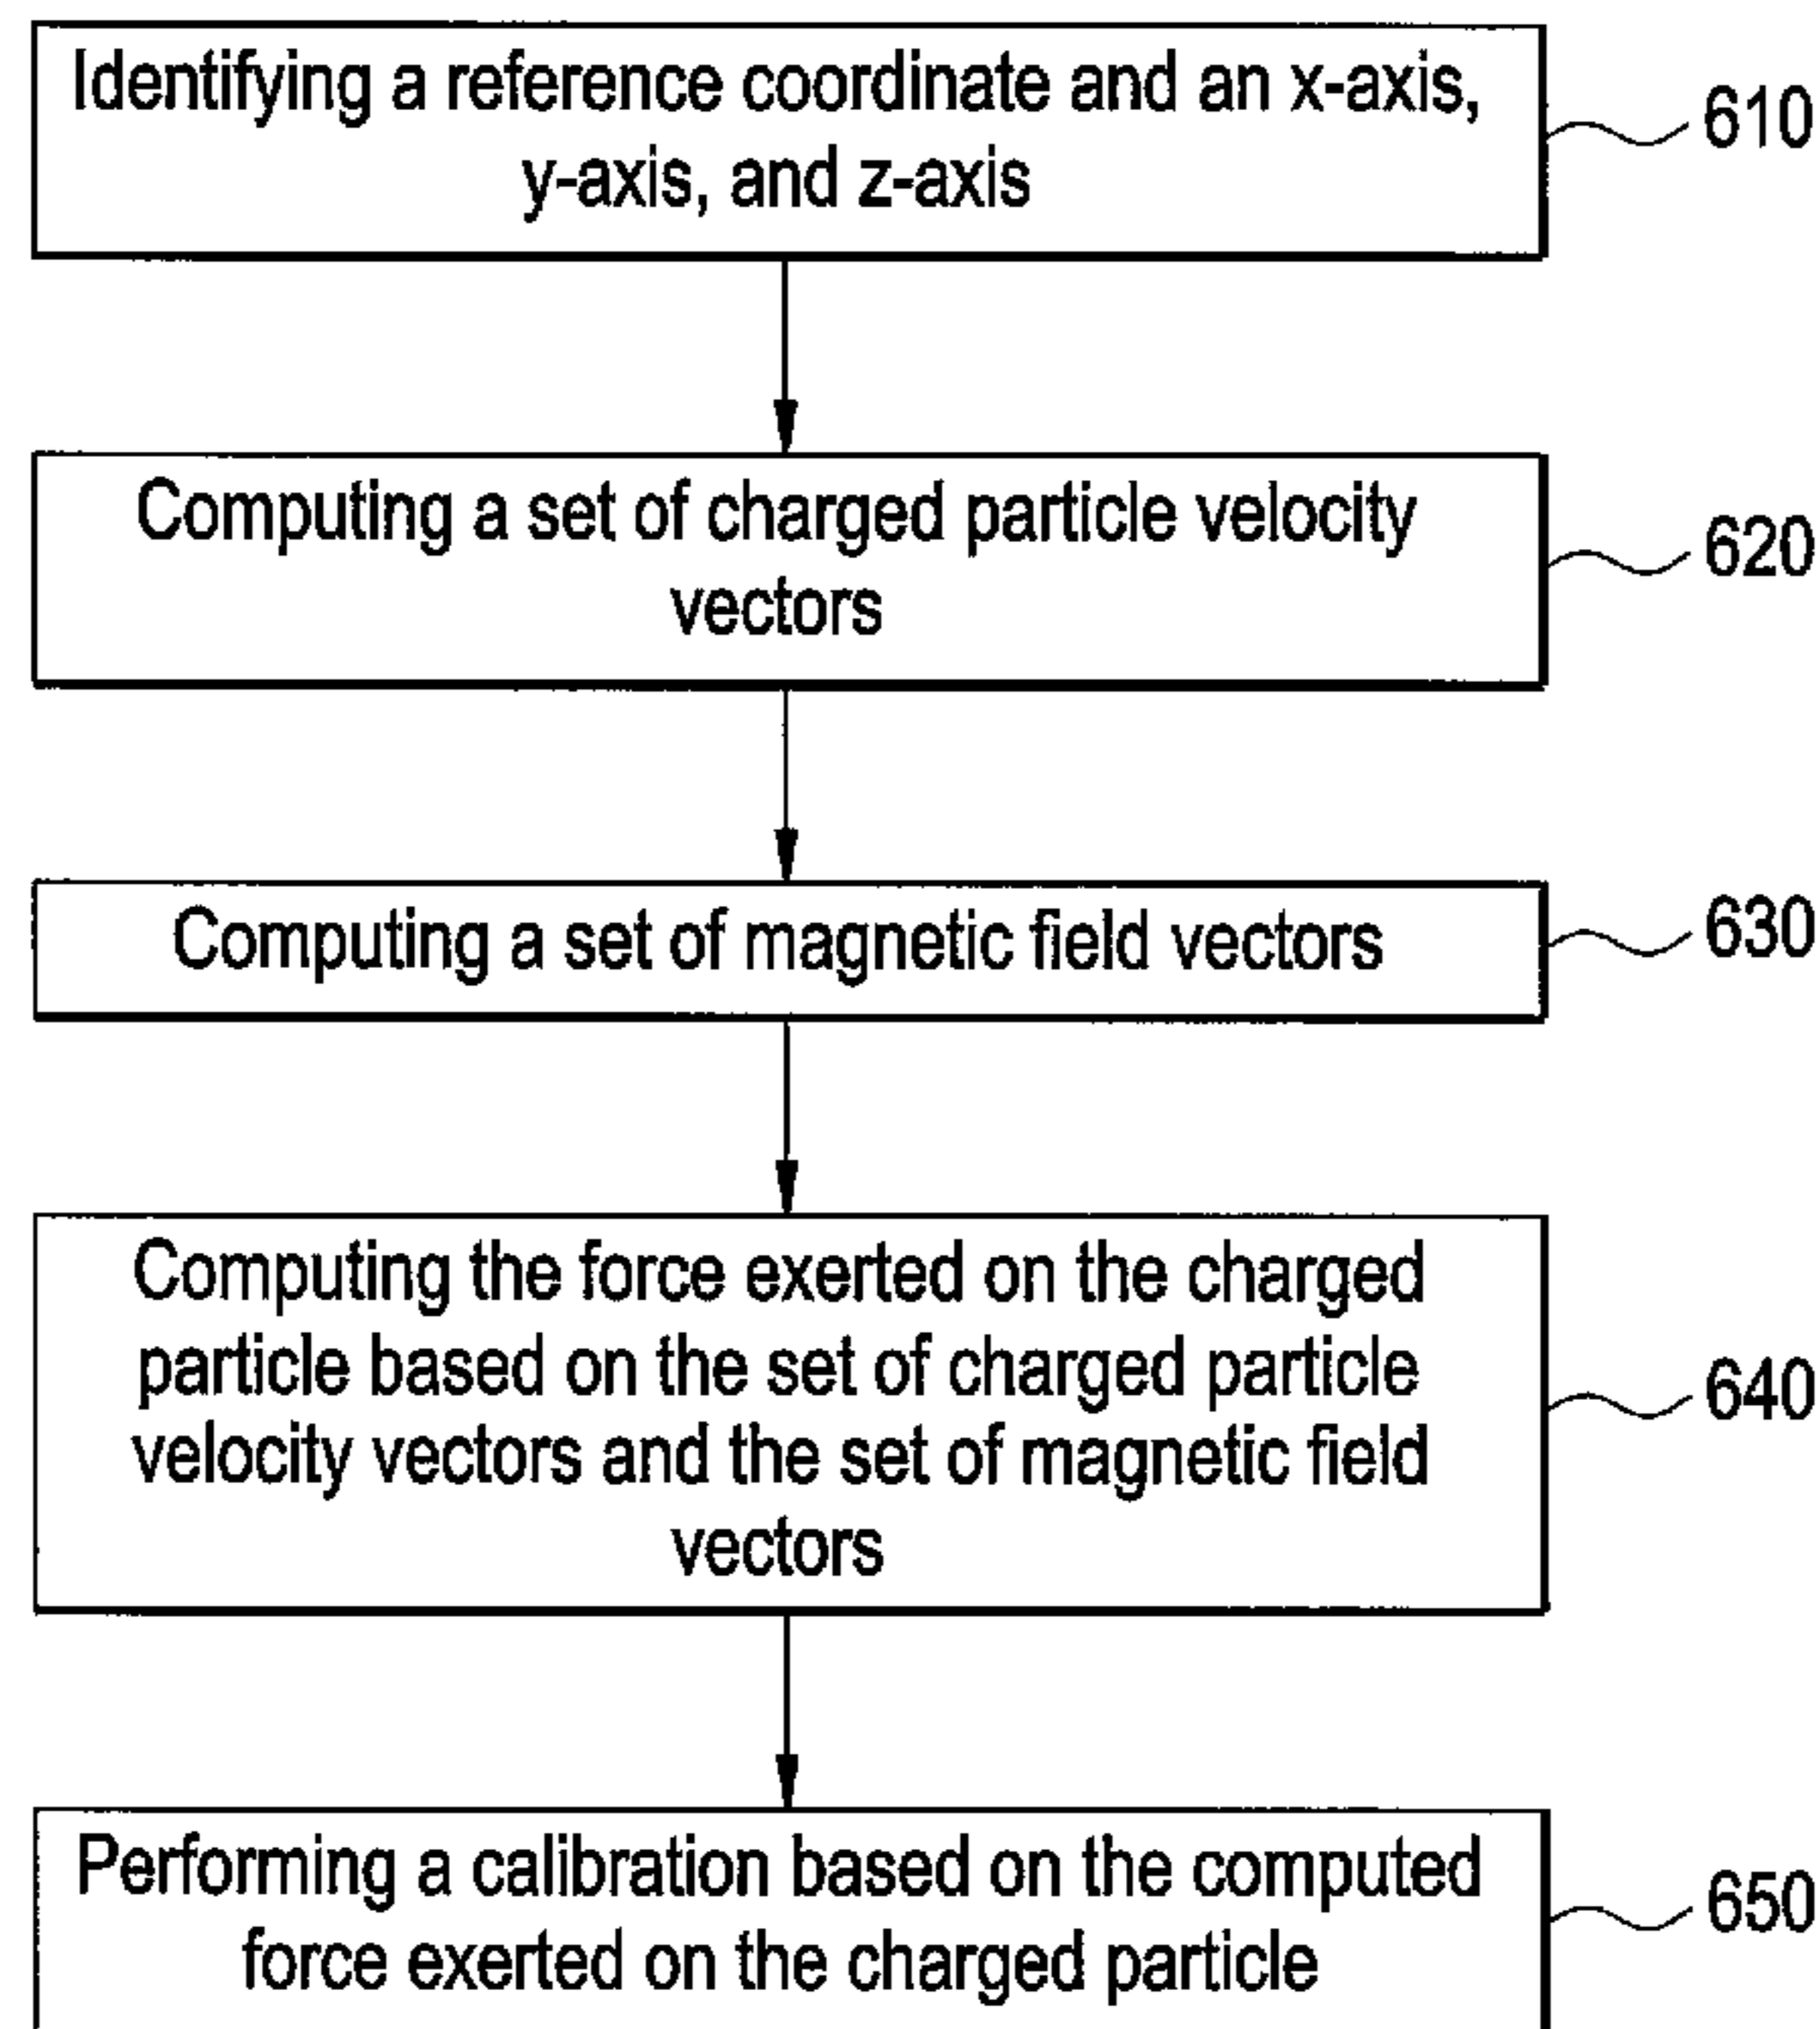 Identifying a reference coordinate and an x-axis,
y-axis, and z-axis
610
Computing a set of charged particle velocity
vectors
620
Computing a set of magnetic field vectors
630
Computing the force exerted on the charged
particle based on the set of charged particle
velocity vectors and the set of magnetic field
vectors
640
Performing a calibration based on the computed
force exerted on the charged particle
650